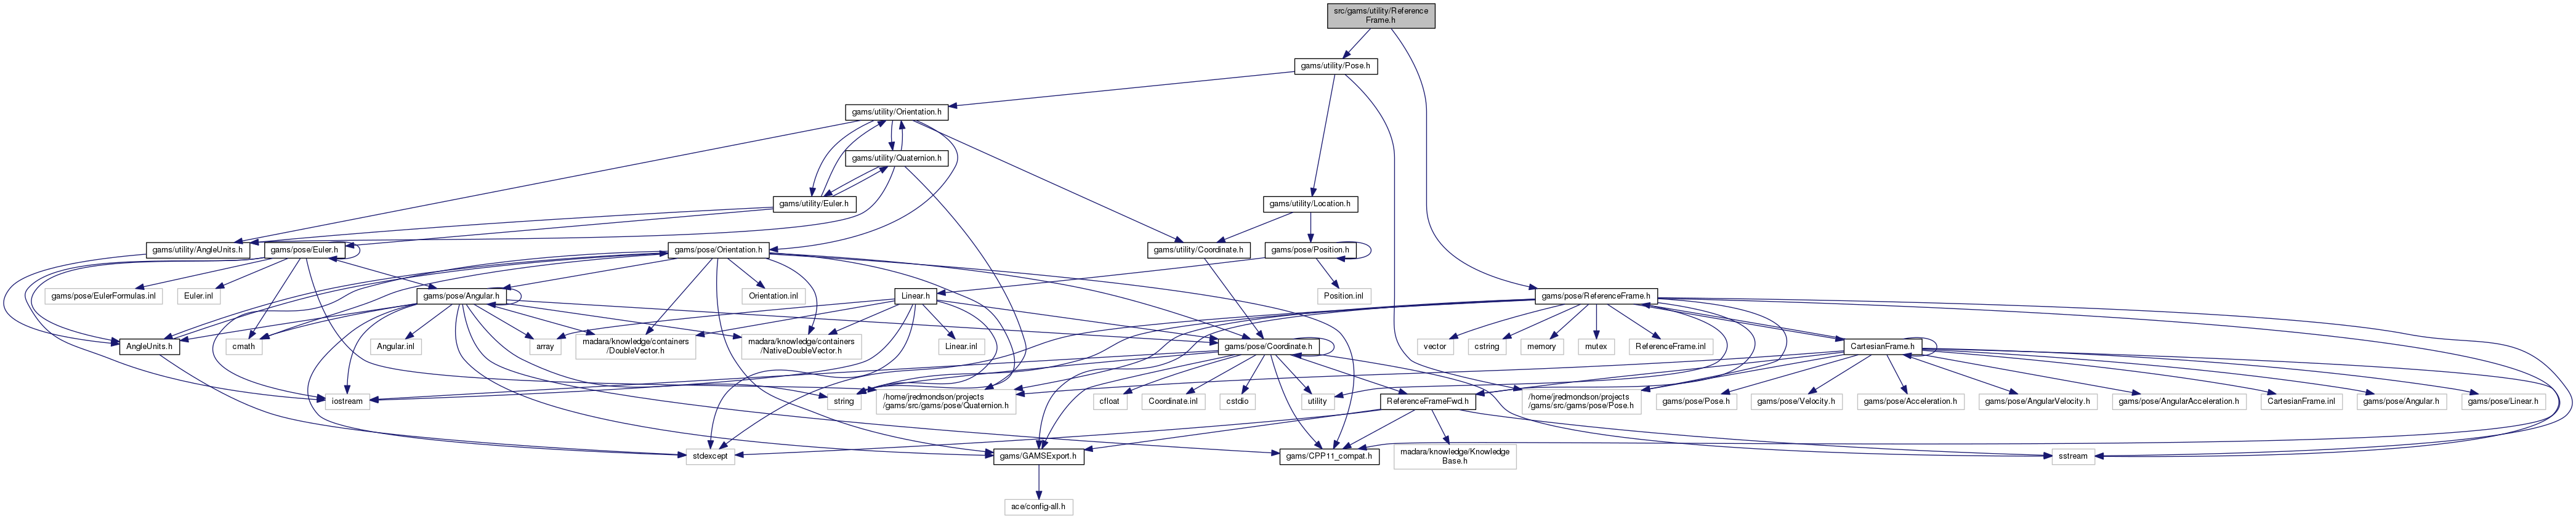 src/gams/utility/Reference
Frame.h
gams/utility/Pose.h
gams/utility/Orientation.h
gams/utility/Quaternion.h
gams/utility/Euler.h
gams/utility/Location.h
gams/utility/AngleUnits.h
gams/pose/Euler.h
gams/pose/Orientation.h
gams/utility/Coordinate.h
gams/pose/Position.h
gams/pose/EulerFormulas.inl
Euler.inl
gams/pose/Angular.h
Orientation.inl
Linear.h
Position.inl
gams/pose/ReferenceFrame.h
AngleUnits.h
cmath
Angular.inl
array
madara/knowledge/containers
/DoubleVector.h
madara/knowledge/containers
/NativeDoubleVector.h
Linear.inl
gams/pose/Coordinate.h
vector
cstring
memory
mutex
ReferenceFrame.inl
CartesianFrame.h
iostream
string
/home/jredmondson/projects
/gams/src/gams/pose/Quaternion.h
cfloat
Coordinate.inl
cstdio
utility
ReferenceFrameFwd.h
/home/jredmondson/projects
/gams/src/gams/pose/Pose.h
gams/pose/Pose.h
gams/pose/Velocity.h
gams/pose/Acceleration.h
gams/pose/AngularVelocity.h
gams/pose/AngularAcceleration.h
CartesianFrame.inl
gams/pose/Angular.h
gams/pose/Linear.h
stdexcept
gams/GAMSExport.h
gams/CPP11_compat.h
madara/knowledge/Knowledge
Base.h
sstream
ace/config-all.h